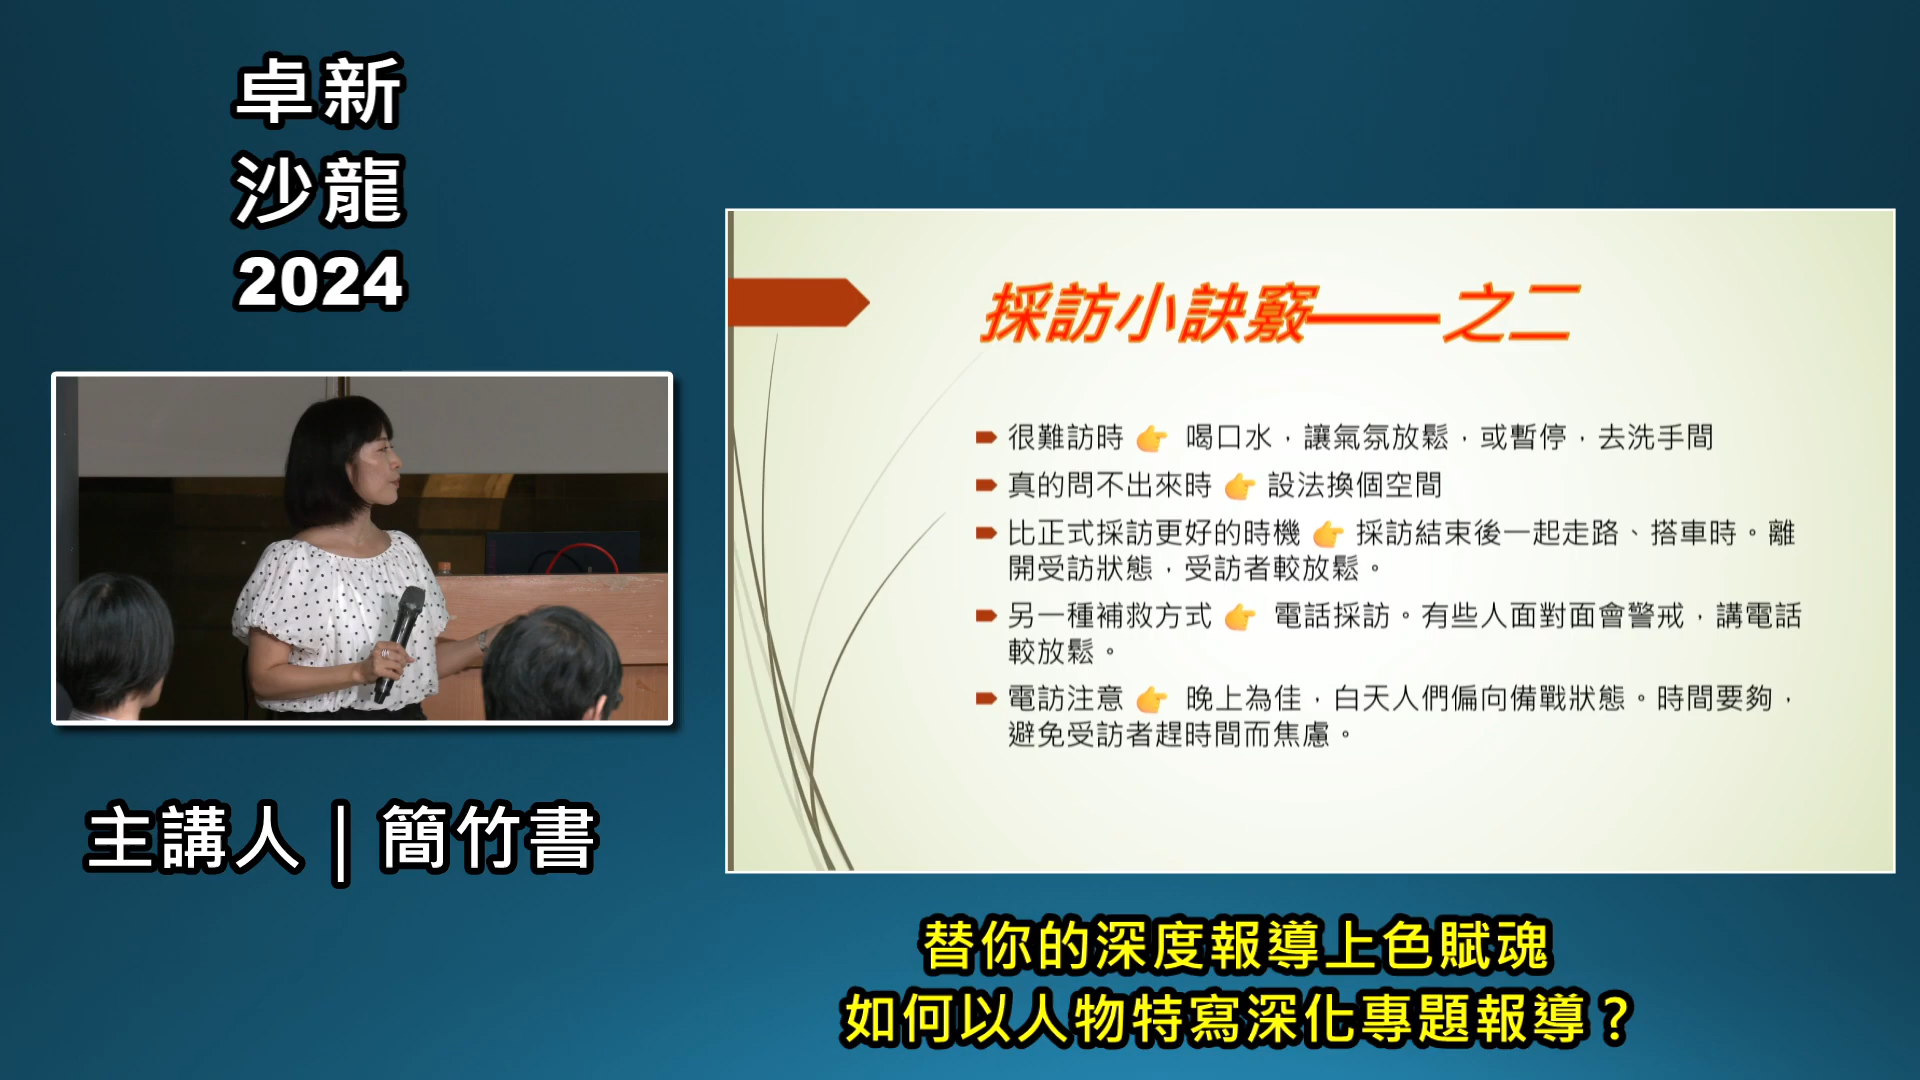 卓新
沙龍
2024
主講人｜簡竹書
採訪小訣竅——之二
很難訪時 👉 喝口水，讓氣氛放鬆，或暫停，去洗手間
真的問不出來時 👉 設法換個空間
比正式採訪更好的時機 👉 採訪結束後一起走路、搭車時。離
開受訪狀態，受訪者較放鬆。
另一種補救方式 👉 電話採訪。有些人面對面會警戒，講電話
較放鬆。
電訪注意 👉 晚上為佳，白天人們偏向備戰狀態。時間要夠，
避免受訪者趕時間而焦慮。
替你的深度報導上色賦魂
如何以人物特寫深化專題報導？